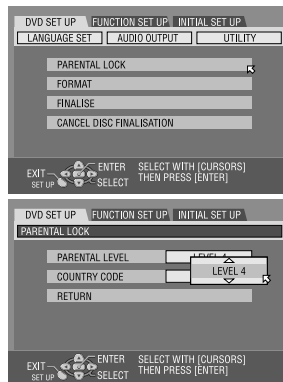 DVD SET UP FUNCTION SET UP INITIAL SET UP
LANGUAGE SET AUDIO OUTPUT UTILITY
PARENTAL LOCK
FORMAT
FINALISE
CANCEL DISC FINALISATION
EXIT ENTER SELECT WITH [CURSORS]
SET UP SELECT THEN PRESS [ENTER]
DVD SET UP FUNCTION SET UP INITIAL SET UP
PARENTAL LOCK
PARENTAL LEVEL
COUNTRY CODE LEVEL 4
RETURN
EXIT ENTER SELECT WITH [CURSORS]
SET UP SELECT THEN PRESS [ENTER]